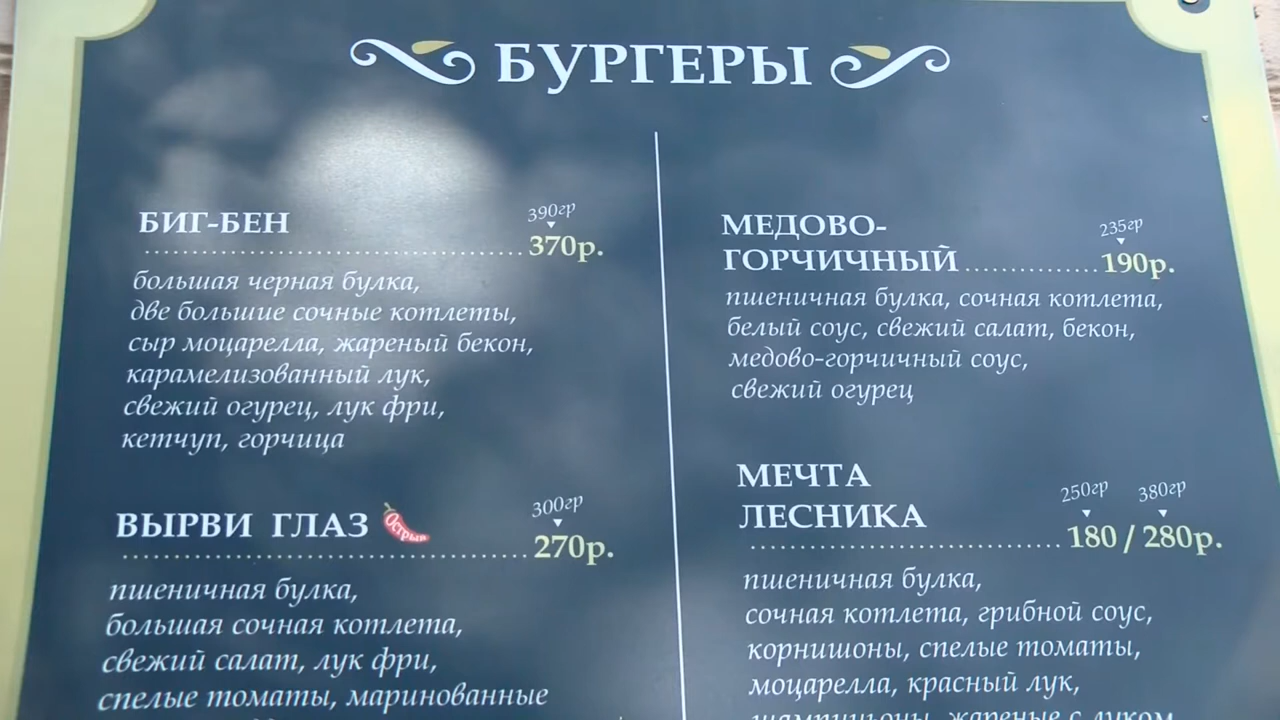 БУРГЕРЫ
БИГ-БЕН
390гр
370р.
большая черная булка,
две большие сочные котлеты,
сыр моцарелла, жареный бекон,
карамелизованный лук,
свежий огурец, лук фри,
кетчуп, горчица
ВЫРВИ ГЛАЗ
Острый
300гр
270р.
пшеничная булка,
большая сочная котлета,
свежий салат, лук фри,
спелые томаты, маринованные
МЕДОВО-
ГОРЧИЧНЫЙ
235гр
190р.
пшеничная булка, сочная котлета,
белый соус, свежий салат, бекон,
медово-горчичный соус,
свежий огурец
МЕЧТА
ЛЕСНИКА
250гр 380гр
180 / 280р.
пшеничная булка,
сочная котлета, грибной соус,
корнишоны, спелые томаты,
моцарелла, красный лук,
шампиньоны, жареные с луком